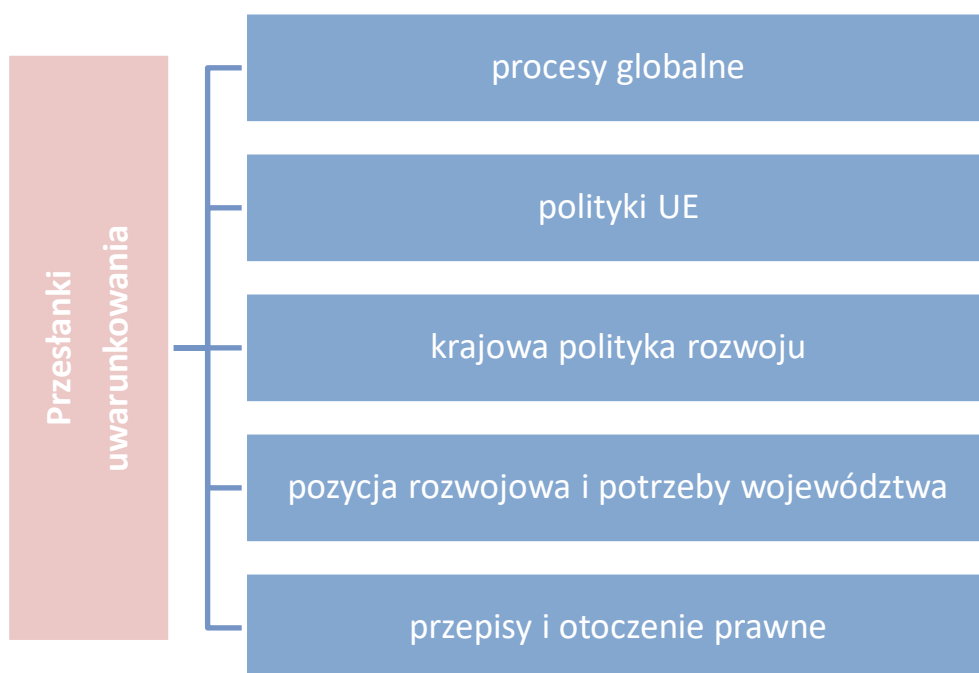 Przesłanki
uwarunkowania
procesy globalne
polityki UE
krajowa polityka rozwoju
pozycja rozwojowa i potrzeby województwa
przepisy i otoczenie prawne